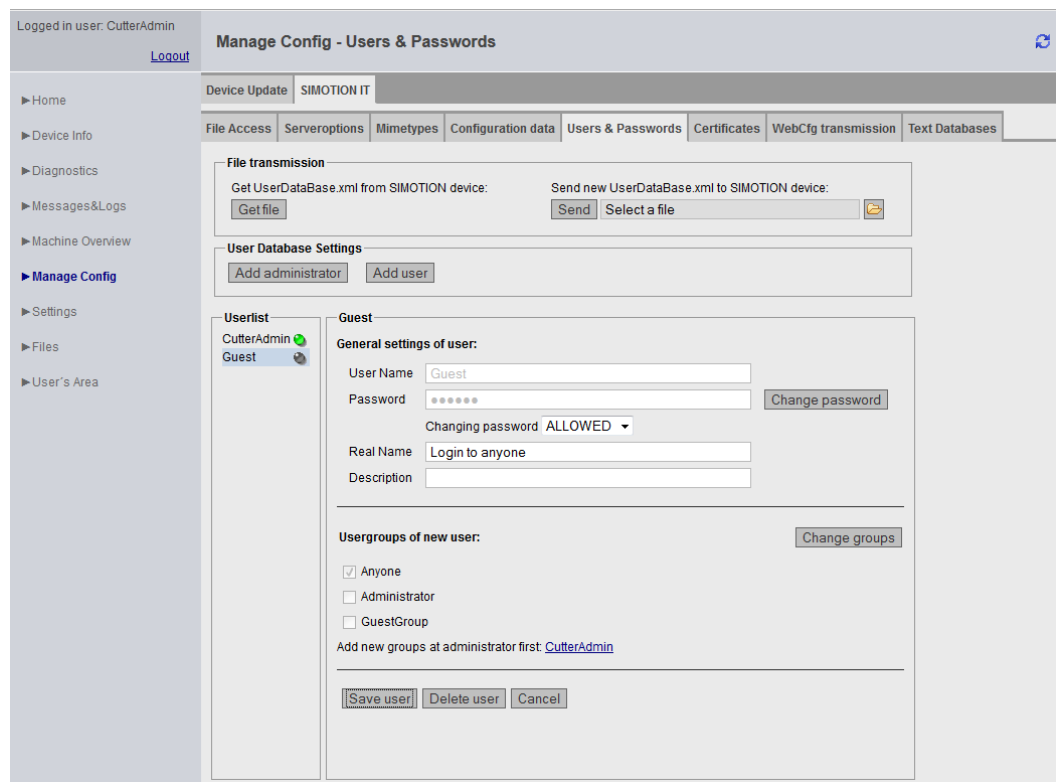 Logged in user: CutterAdmin
Logout
Manage Config - Users & Passwords
►Home
►Device Info
►Diagnostics
►Messages&Logs
►Machine Overview
►Manage Config
►Settings
►Files
►User's Area
Device Update SIMOTION IT
File Access Serveroptions Mimetypes Configuration data Users & Passwords Certificates WebCfg transmission Text Databases
File transmission
Get UserDataBase.xml from SIMOTION device: Send new UserDataBase.xml to SIMOTION device:
Get file Send Select a file
User Database Settings
Add administrator Add user
Userlist
CutterAdmin
Guest
Guest
General settings of user:
User Name Guest
Password ●●●●●● Change password
Changing password ALLOWED
Real Name Login to anyone
Description
Usergroups of new user: Change groups
Anyone
Administrator
GuestGroup
Add new groups at administrator first: CutterAdmin
Save user Delete user Cancel